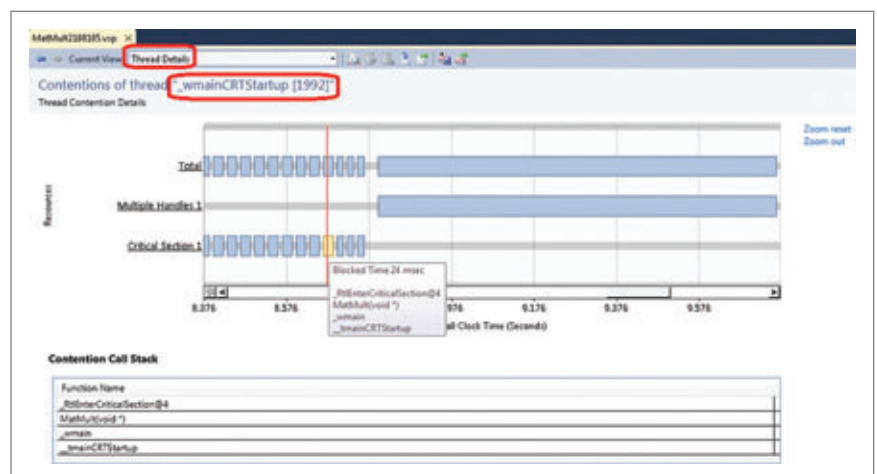 MatMult2100105.vsp ×
Current View: Thread Details
Contentions of thread "_wmainCRTStartup [1992]"
Thread Contention Details
Zoom reset
Zoom out
Resources
Total
Multiple Handles 1
Critical Section 1
Blocked Time 24 msec
_RtlEnterCriticalSection@4
MatMult(void *)
_wmain
__tmainCRTStartup
8.376 8.576 976 9.176 9.376 9.576
all Clock Time (Seconds)
Contention Call Stack
Function Name
_RtlEnterCriticalSection@4
MatMult(void *)
_wmain
__tmainCRTStartup